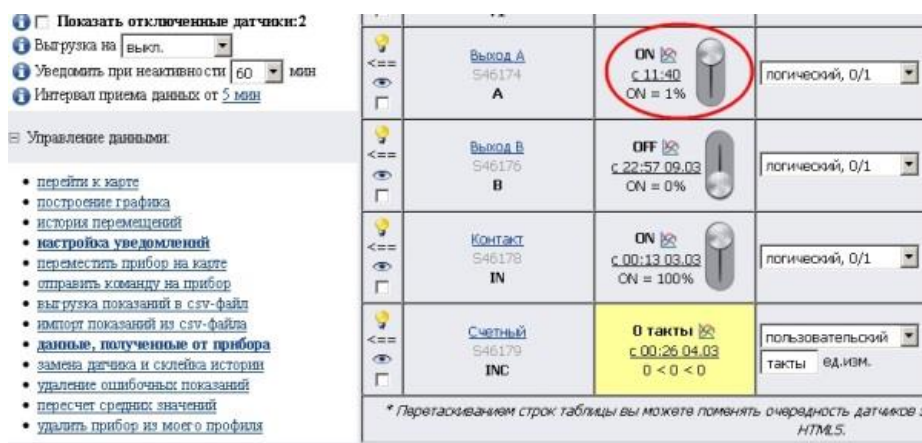 Показать отключенные датчики:2
Выгрузка на выкл.
Уведомить при неактивности 60 мин
Интервал приема данных от 5 мин
Управление данными:
перейти к карте
построение графика
история перемещений
настройка уведомлений
переместить прибор на карте
отправить команду на прибор
выгрузка показаний в csv-файл
импорт показаний из csv-файла
данные, полученные от прибора
замена датчика и склейка истории
удаление ошибочных показаний
пересчет средних значений
удалить прибор из моего профиля
<==
Выход A
S46174
A
ON
с 11:40
ON = 1%
логический, 0/1
<==
Выход B
S46176
B
OFF
с 22:57 09.03
ON = 0%
логический, 0/1
<==
Контакт
S46178
IN
ON
с 00:13 03.03
ON = 100%
логический, 0/1
<==
Счетный
S46179
INC
0 такты
с 00:26 04.03
0 < 0 < 0
пользовательский
такты ед.изм.
* Перетаскиванием строк таблицы вы можете поменять очередность датчиков
HTML5.